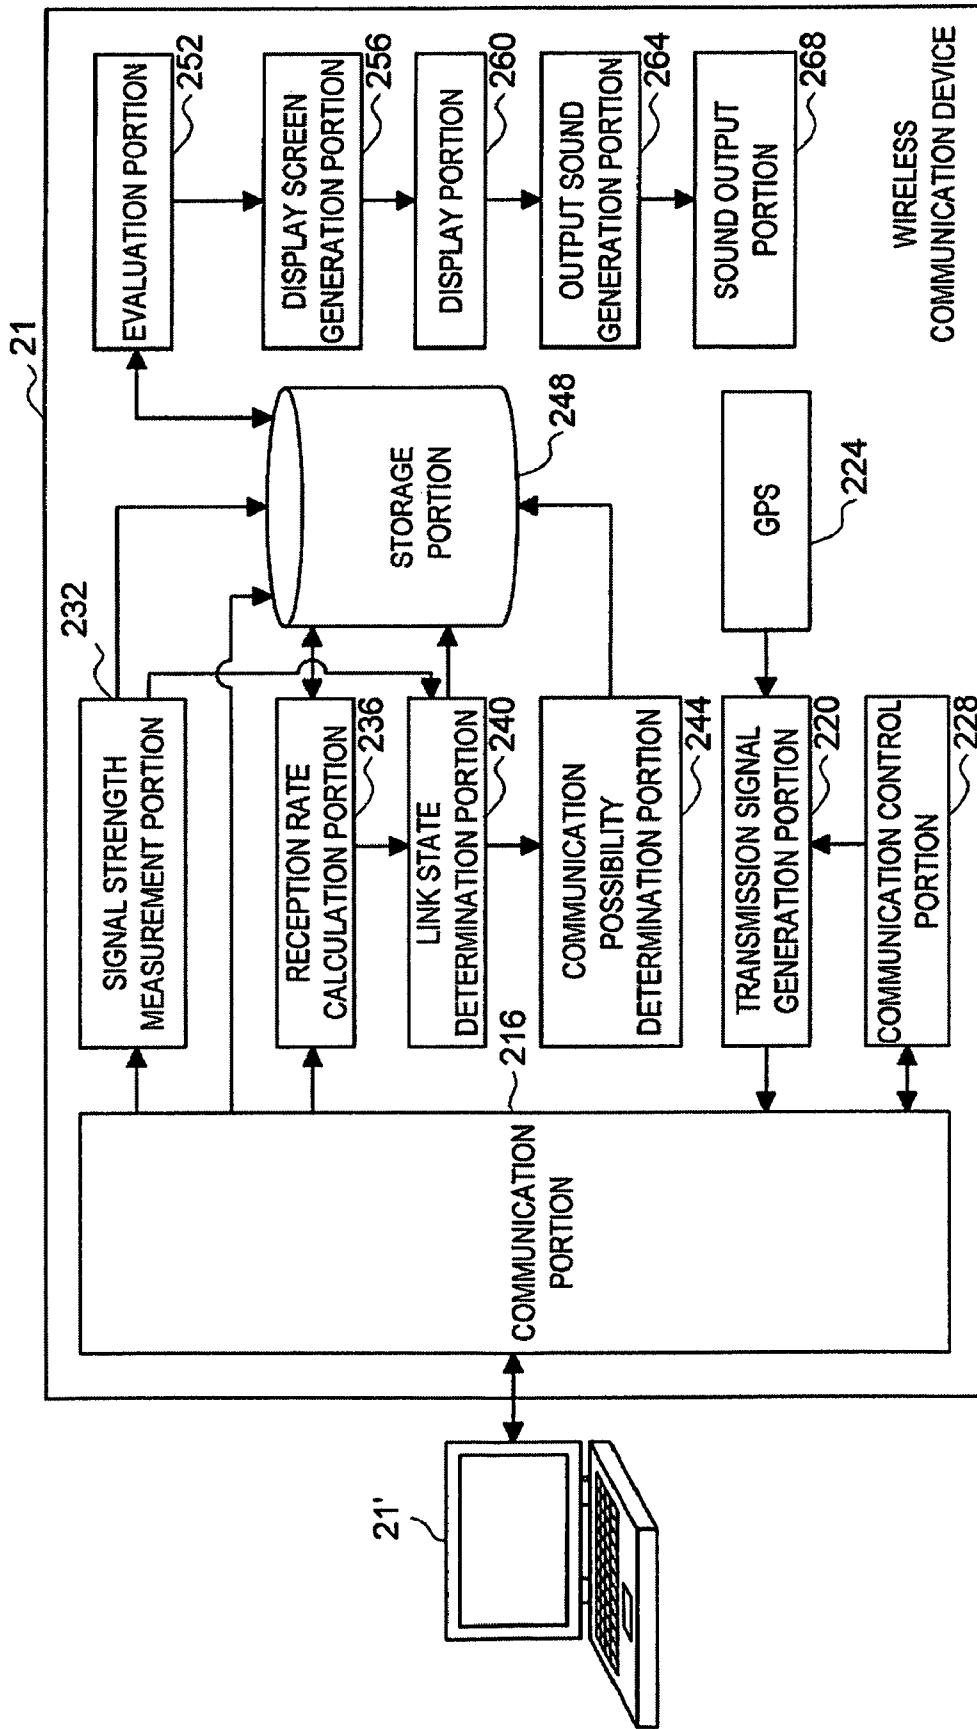 21
21'
COMMUNICATION
PORTION
216
SIGNAL STRENGTH
MEASUREMENT PORTION
232
RECEPTION RATE
CALCULATION PORTION
236
LINK STATE
DETERMINATION PORTION
240
COMMUNICATION
POSSIBILITY
DETERMINATION PORTION
244
TRANSMISSION SIGNAL
GENERATION PORTION
220
COMMUNICATION CONTROL
PORTION
228
STORAGE
PORTION
248
GPS
224
EVALUATION PORTION
252
DISPLAY SCREEN
GENERATION PORTION
256
DISPLAY PORTION
260
OUTPUT SOUND
GENERATION PORTION
264
SOUND OUTPUT
PORTION
268
WIRELESS
COMMUNICATION DEVICE